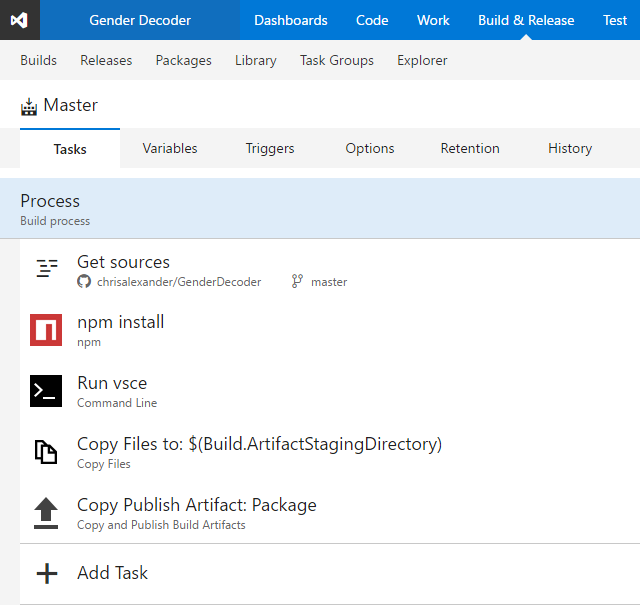 Gender Decoder Dashboards Code Work Build & Release Test
Builds Releases Packages Library Task Groups Explorer
Master
Tasks Variables Triggers Options Retention History
Process
Build process
Get sources
chrisalexander/GenderDecoder master
npm install
npm
Run vsce
Command Line
Copy Files to: $(Build.ArtifactStagingDirectory)
Copy Files
Copy Publish Artifact: Package
Copy and Publish Build Artifacts
Add Task